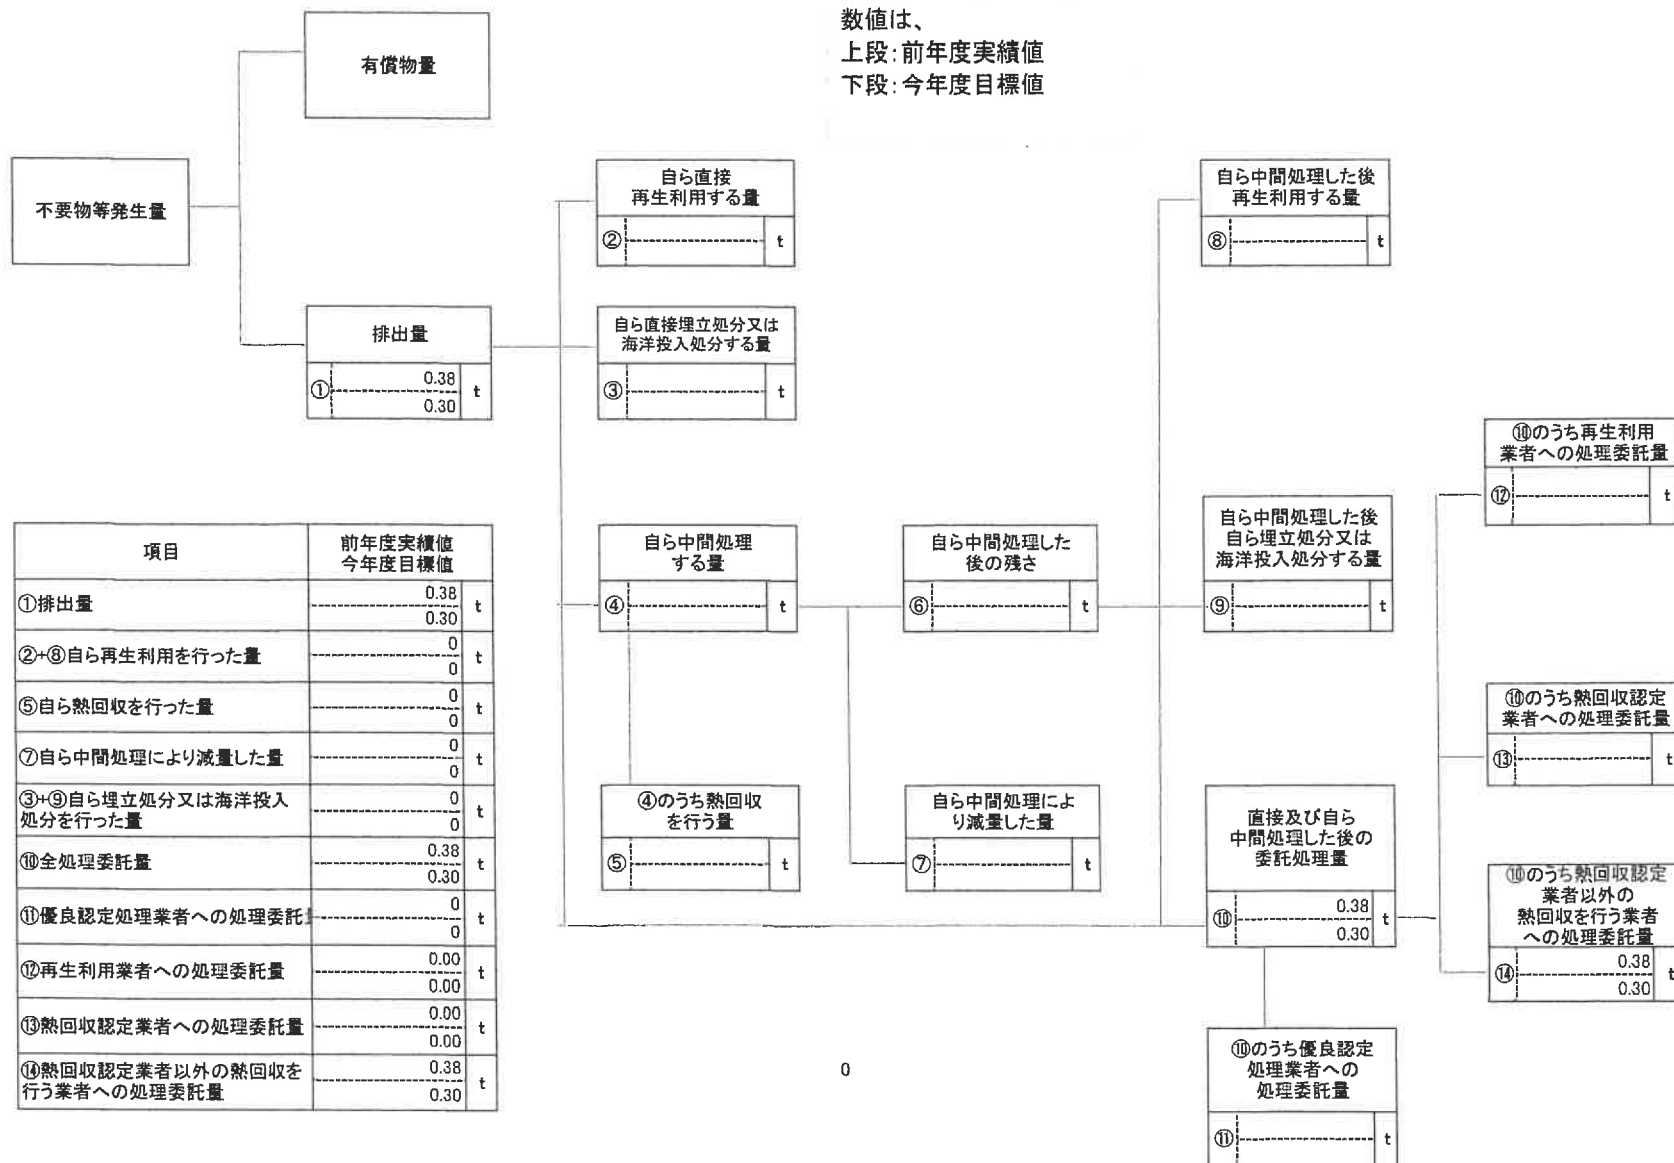 数値は、
上段：前年度実績値
下段：今年度目標値
有償物量
不要物等発生量
排出量
① 0.38 t
0.30
自ら直接
再生利用する量
② t
自ら直接埋立処分又は
海洋投入処分する量
③ t
自ら中間処理
する量
④ t
④のうち熱回収
を行う量
⑤ t
自ら中間処理した
後の残さ
⑥ t
自ら中間処理によ
り減量した量
⑦ t
自ら中間処理した後
再生利用する量
⑧ t
自ら中間処理した後
自ら埋立処分又は
海洋投入処分する量
⑨ t
直接及び自ら
中間処理した後の
委託処理量
⑩ 0.38 t
0.30
⑩のうち優良認定
処理業者への
処理委託量
⑪ t
⑩のうち再生利用
業者への処理委託量
⑫ t
⑩のうち熱回収認定
業者への処理委託量
⑬ t
⑩のうち熱回収認定
業者以外の
熱回収を行う業者
への処理委託量
⑭ 0.38 t
0.30
項目 前年度実績値
今年度目標値
①排出量 0.38 t
0.30
②+⑧自ら再生利用を行った量 0 t
0
⑤自ら熱回収を行った量 0 t
0
⑦自ら中間処理により減量した量 0 t
0
③+⑨自ら埋立処分又は海洋投入 0 t
処分を行った量 0
⑩全処理委託量 0.38 t
0.30
⑪優良認定処理業者への処理委託 0 t
0
⑫再生利用業者への処理委託量 0.00 t
0.00
⑬熱回収認定業者への処理委託量 0.00 t
0.00
⑭熱回収認定業者以外の熱回収を 0.38 t
行う業者への処理委託量 0.30
0